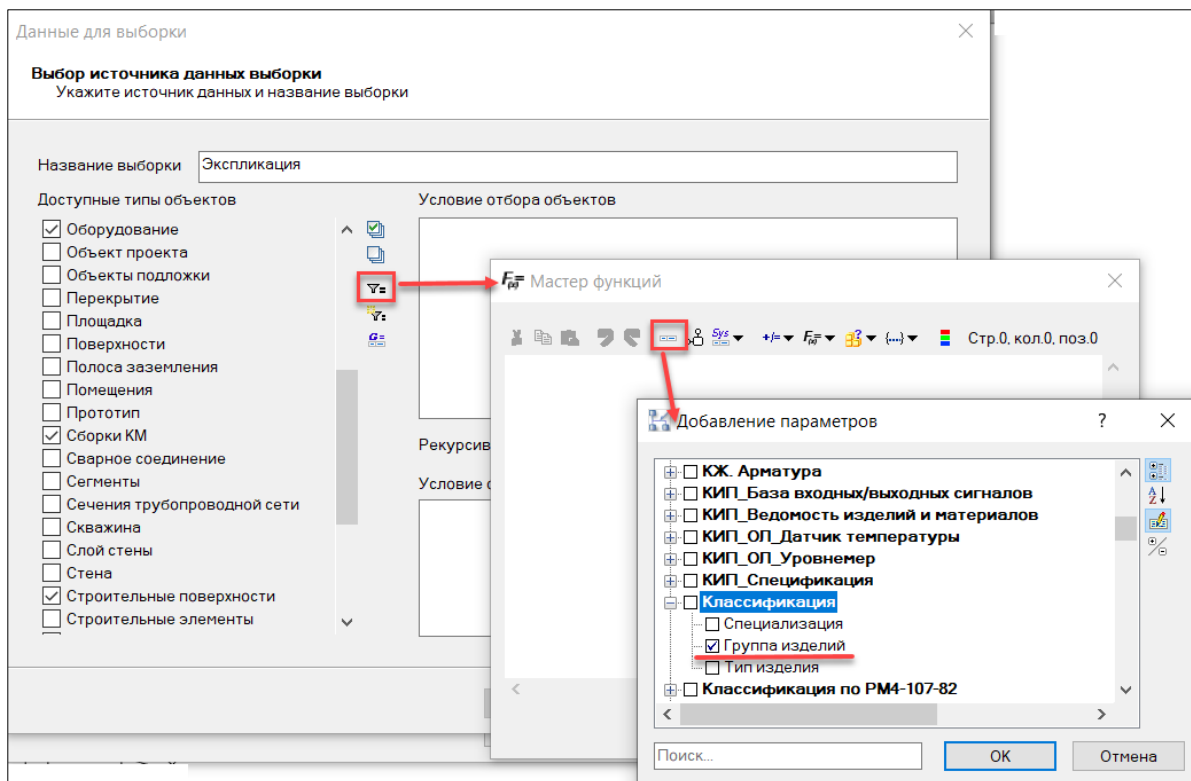 Данные для выборки
Выбор источника данных выборки
Укажите источник данных и название выборки
Название выборки Экспликация
Доступные типы объектов
Оборудование
Объект проекта
Объекты подложки
Перекрытие
Площадка
Поверхности
Полоса заземления
Помещения
Прототип
Сборки КМ
Сварное соединение
Сегменты
Сечения трубопроводной сети
Скважина
Слой стены
Стена
Строительные поверхности
Строительные элементы
Условие отбора объектов
Рекурсив
Условие о
Мастер функций
Стр.0, кол.0, поз.0
Добавление параметров
КЖ. Арматура
КИП_База входных/выходных сигналов
КИП_Ведомость изделий и материалов
КИП_ОП_Датчик температуры
КИП_ОП_Уровнемер
КИП_Спецификация
Классификация
Специализация
Группа изделий
Тип изделия
Классификация по РМ4-107-82
Поиск...
OK
Отмена